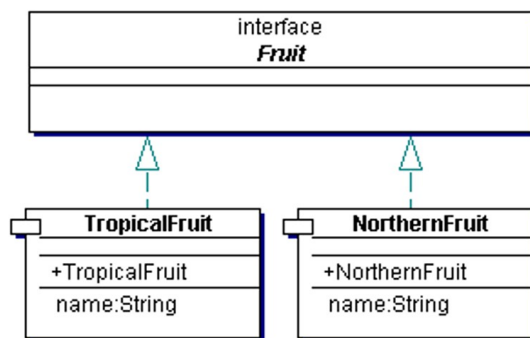 interface
Fruit
TropicalFruit
+TropicalFruit
name:String
NorthernFruit
+NorthernFruit
name:String